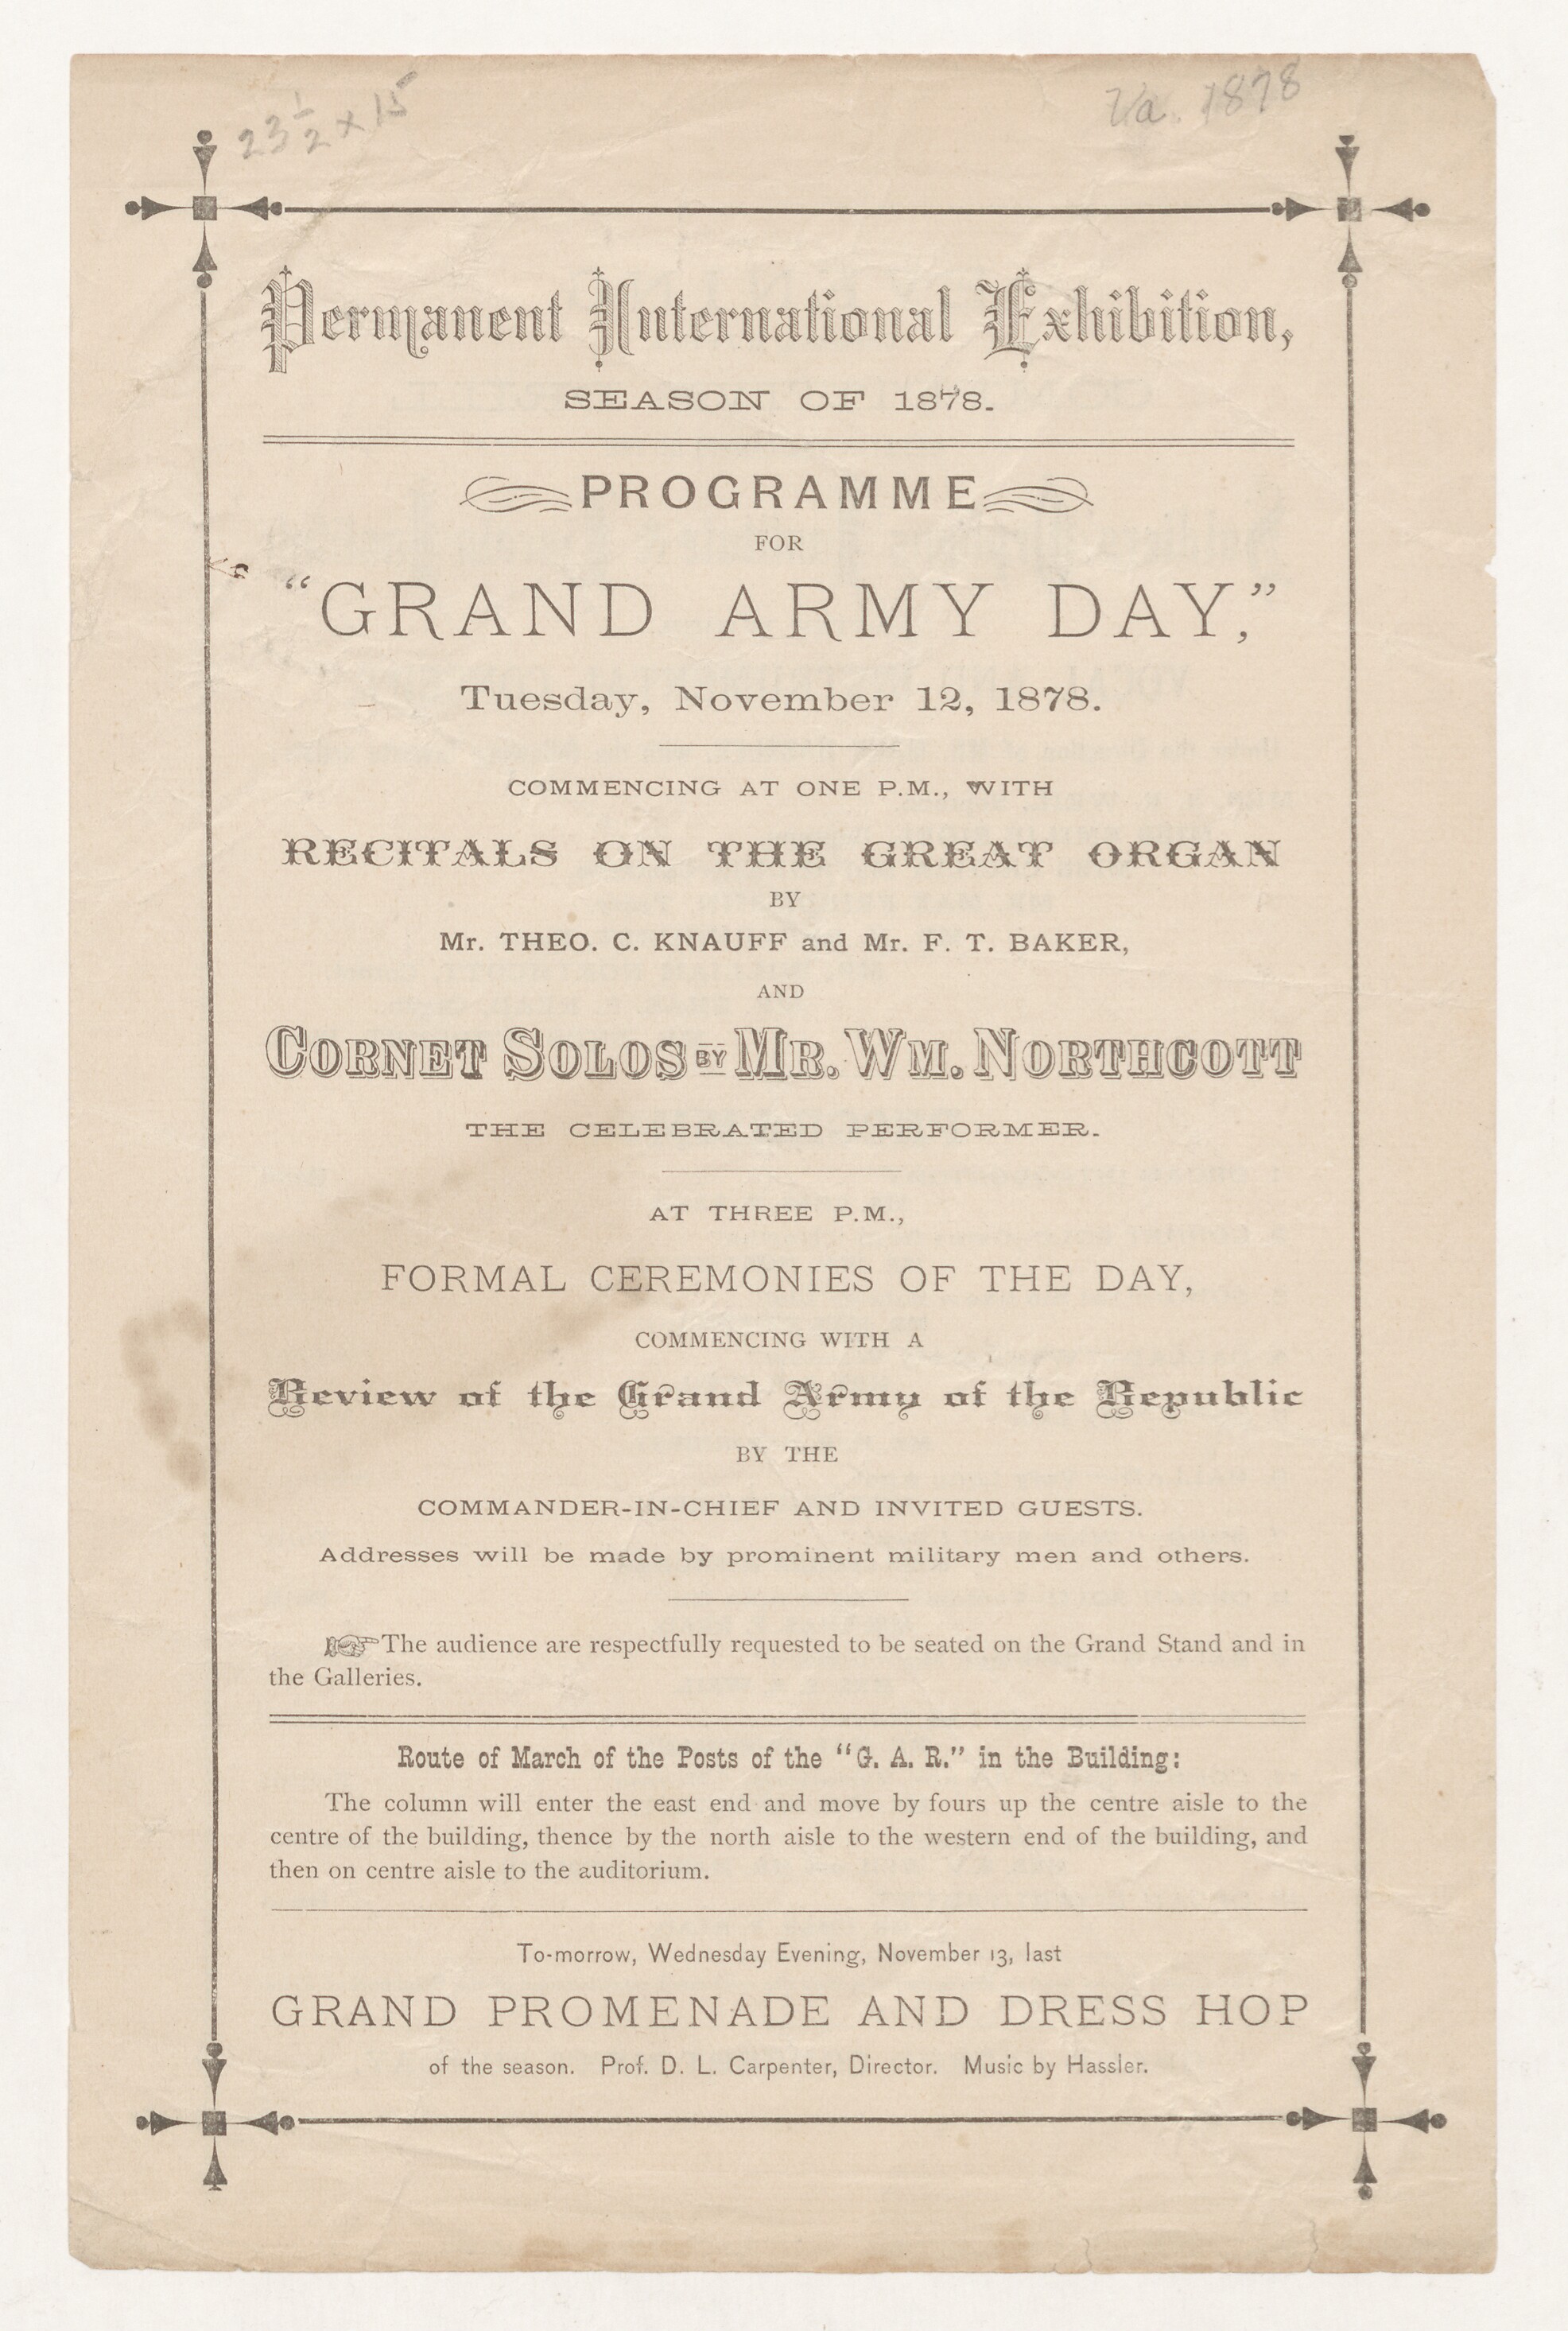 23 1/2 x 15
Va. 1878
Permanent International Exhibition,
SEASON OF 1878.
PROGRAMME
FOR
"GRAND ARMY DAY,"
Tuesday, November 12, 1878.
COMMENCING AT ONE P.M., WITH
RECITALS ON THE GREAT ORGAN
BY
Mr. THEO. C. KNAUFF and Mr. F. T. BAKER,
AND
CORNET SOLOS BY MR. WM. NORTHCOTT
THE CELEBRATED PERFORMER.
AT THREE P.M.,
FORMAL CEREMONIES OF THE DAY,
COMMENCING WITH A
Review of the Grand Army of the Republic
BY THE
COMMANDER-IN-CHIEF AND INVITED GUESTS.
Addresses will be made by prominent military men and others.
☞The audience are respectfully requested to be seated on the Grand Stand and in
the Galleries.
Route of March of the Posts of the "G. A. R." in the Building:
The column will enter the east end and move by fours up the centre aisle to the
centre of the building, thence by the north aisle to the western end of the building, and
then on centre aisle to the auditorium.
To-morrow, Wednesday Evening, November 13, last
GRAND PROMENADE AND DRESS HOP
of the season. Prof. D. L. Carpenter, Director. Music by Hassler.